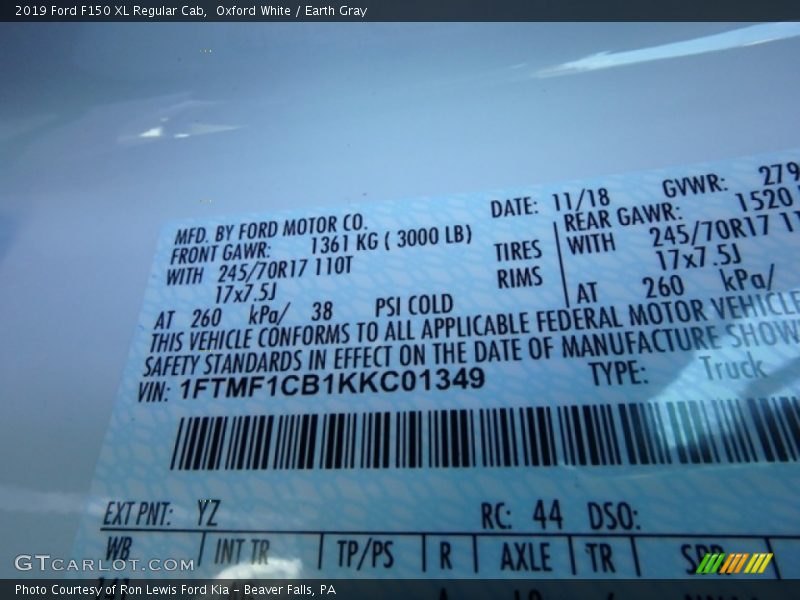 2019 Ford F150 XL Regular Cab,  Oxford White / Earth Gray
MFD. BY FORD MOTOR CO. DATE: 11/18 GVWR: 279
FRONT GAWR: 1361 KG ( 3000 LB) REAR GAWR: 1520
WITH 245/70R17 110T TIRES WITH 245/70R17 11
17x7.5J RIMS 17x7.5J
AT 260 kPa/ 38 PSI COLD AT 260 kPa/
THIS VEHICLE CONFORMS TO ALL APPLICABLE FEDERAL MOTOR VEHICLE
SAFETY STANDARDS IN EFFECT ON THE DATE OF MANUFACTURE SHOW
VIN: 1FTMF1CB1KKC01349 TYPE: Truck
EXT PNT: YZ RC: 44 DSO:
WB INT TR TP/PS R AXLE TR SPR
GTCARLOT.COM
Photo Courtesy of Ron Lewis Ford Kia - Beaver Falls, PA